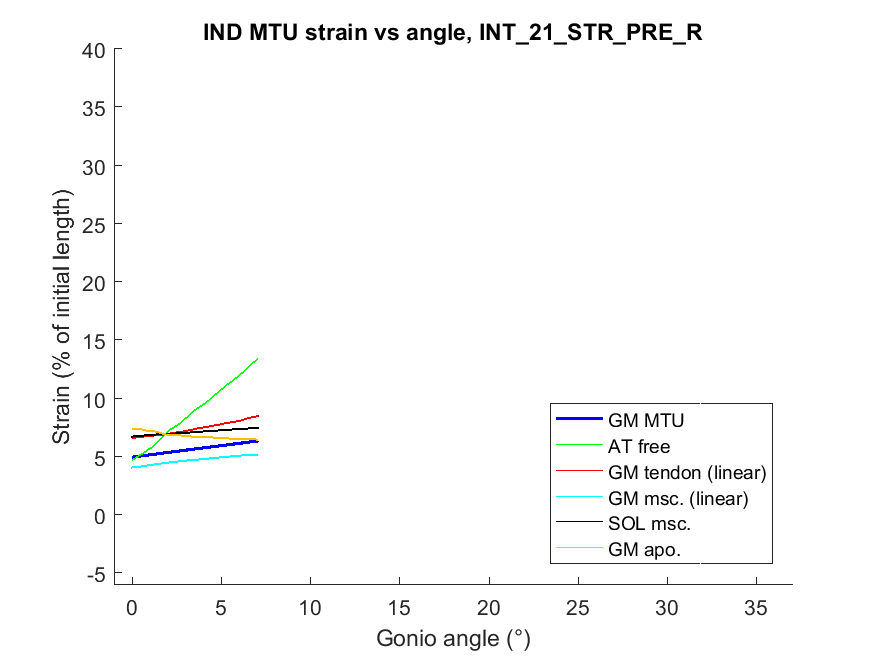 IND MTU strain vs angle, INT_21_STR_PRE_R
40
35
30
25
20
15
10
5
0
-5
Strain (% of initial length)
0 5 10 15 20 25 30 35
Gonio angle (°)
GM MTU
AT free
GM tendon (linear)
GM msc. (linear)
SOL msc.
GM apo.